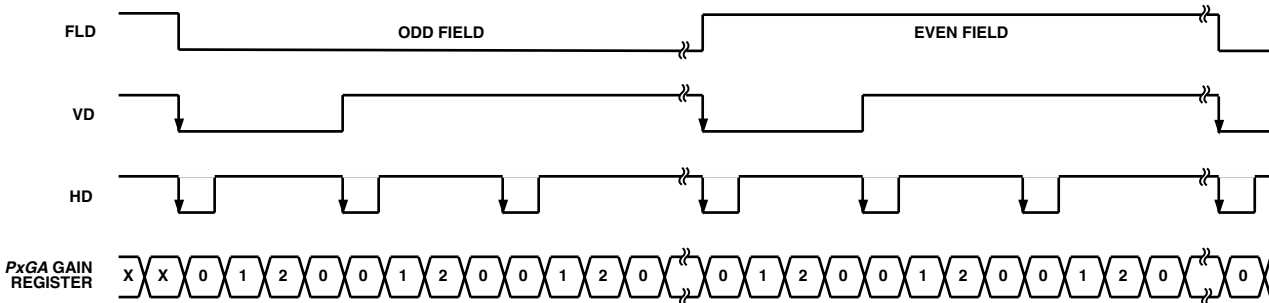 FLD
ODD FIELD
EVEN FIELD
VD
HD
PxGA GAIN
REGISTER
X X 0 1 2 0 0 1 2 0 0 1 2 0 0 1 2 0 0 1 2 0 0 1 2 0 0